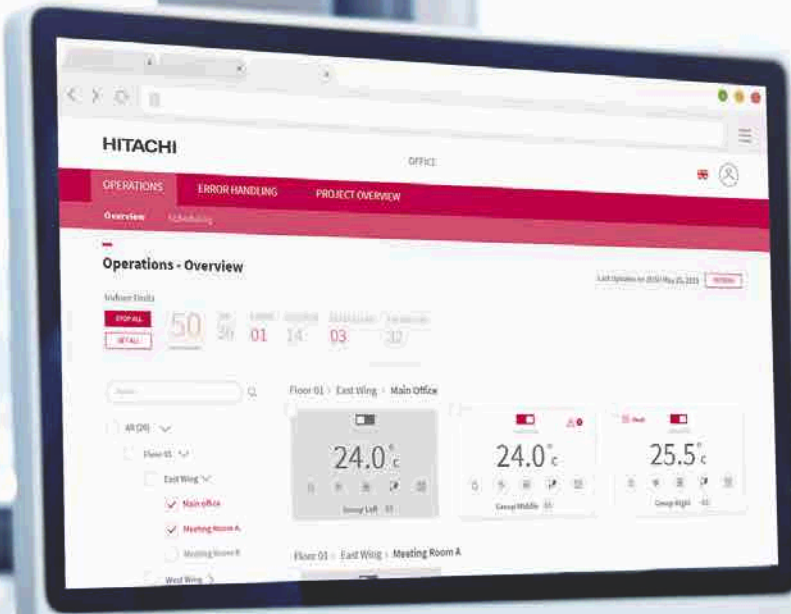 HITACHI
OFFICE
OPERATIONS ERROR HANDLING PROJECT OVERVIEW
Overview Scheduling
Operations - Overview
Indoor Units
STOP ALL
SET ALL
50 01 14 03 32
Floor 01 › East Wing › Main Office
All (20)
Floor 01
East Wing
Main office
Meeting Room A
Meeting Room B
West Wing
24.0°c
Group Left
24.0°c
Group Middle
25.5°c
Group Right
Floor 01 › East Wing › Meeting Room A